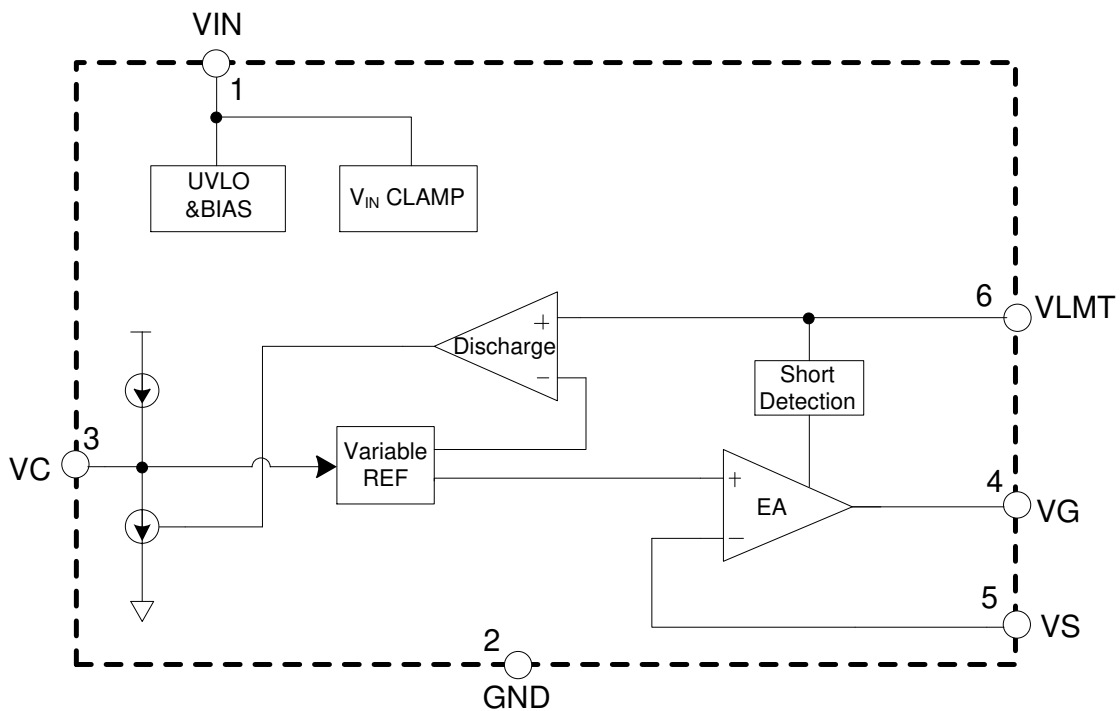 VIN
1
UVLO
&BIAS
VIN CLAMP
6
VLMT
+
Discharge
−
Short
Detection
3
VC
Variable
REF
+
EA
−
4
VG
5
VS
2
GND